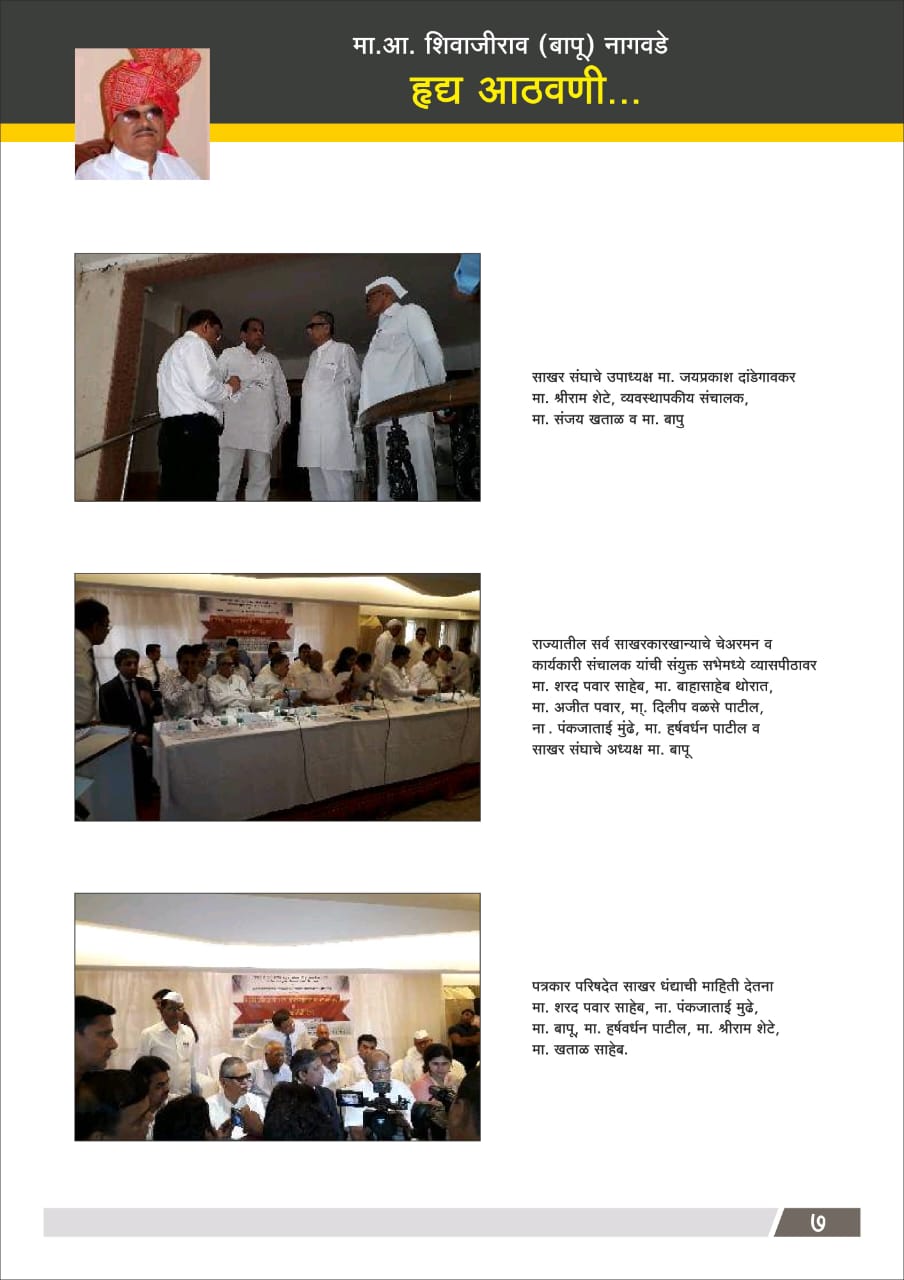 मा.आ. शिवाजीराव (बापू) नागवडे
हृद्य आठवणी...
साखर संघाचे उपाध्यक्ष मा. जयप्रकाश दांडेगावकर
मा. श्रीराम शेटे, व्यवस्थापकीय संचालक,
मा. संजय खताळ व मा. बापु
राज्यातील सर्व साखरकारखान्याचे चेअरमन व
कार्यकारी संचालक यांची संयुक्त सभेमध्ये व्यासपीठावर
मा. शरद पवार साहेब, मा. बाहासाहेब थोरात,
मा. अजीत पवार, मा्. दिलीप वळसे पाटील,
ना . पंकजाताई मुंढे, मा. हर्षवर्धन पाटील व
साखर संघाचे अध्यक्ष मा. बापू
पत्रकार परिषदेत साखर धंद्याची माहिती देतना
मा. शरद पवार साहेब, ना. पंकजाताई मुढे,
मा. बापू, मा. हर्षवर्धन पाटील, मा. श्रीराम शेटे,
मा. खताळ साहेब.
७